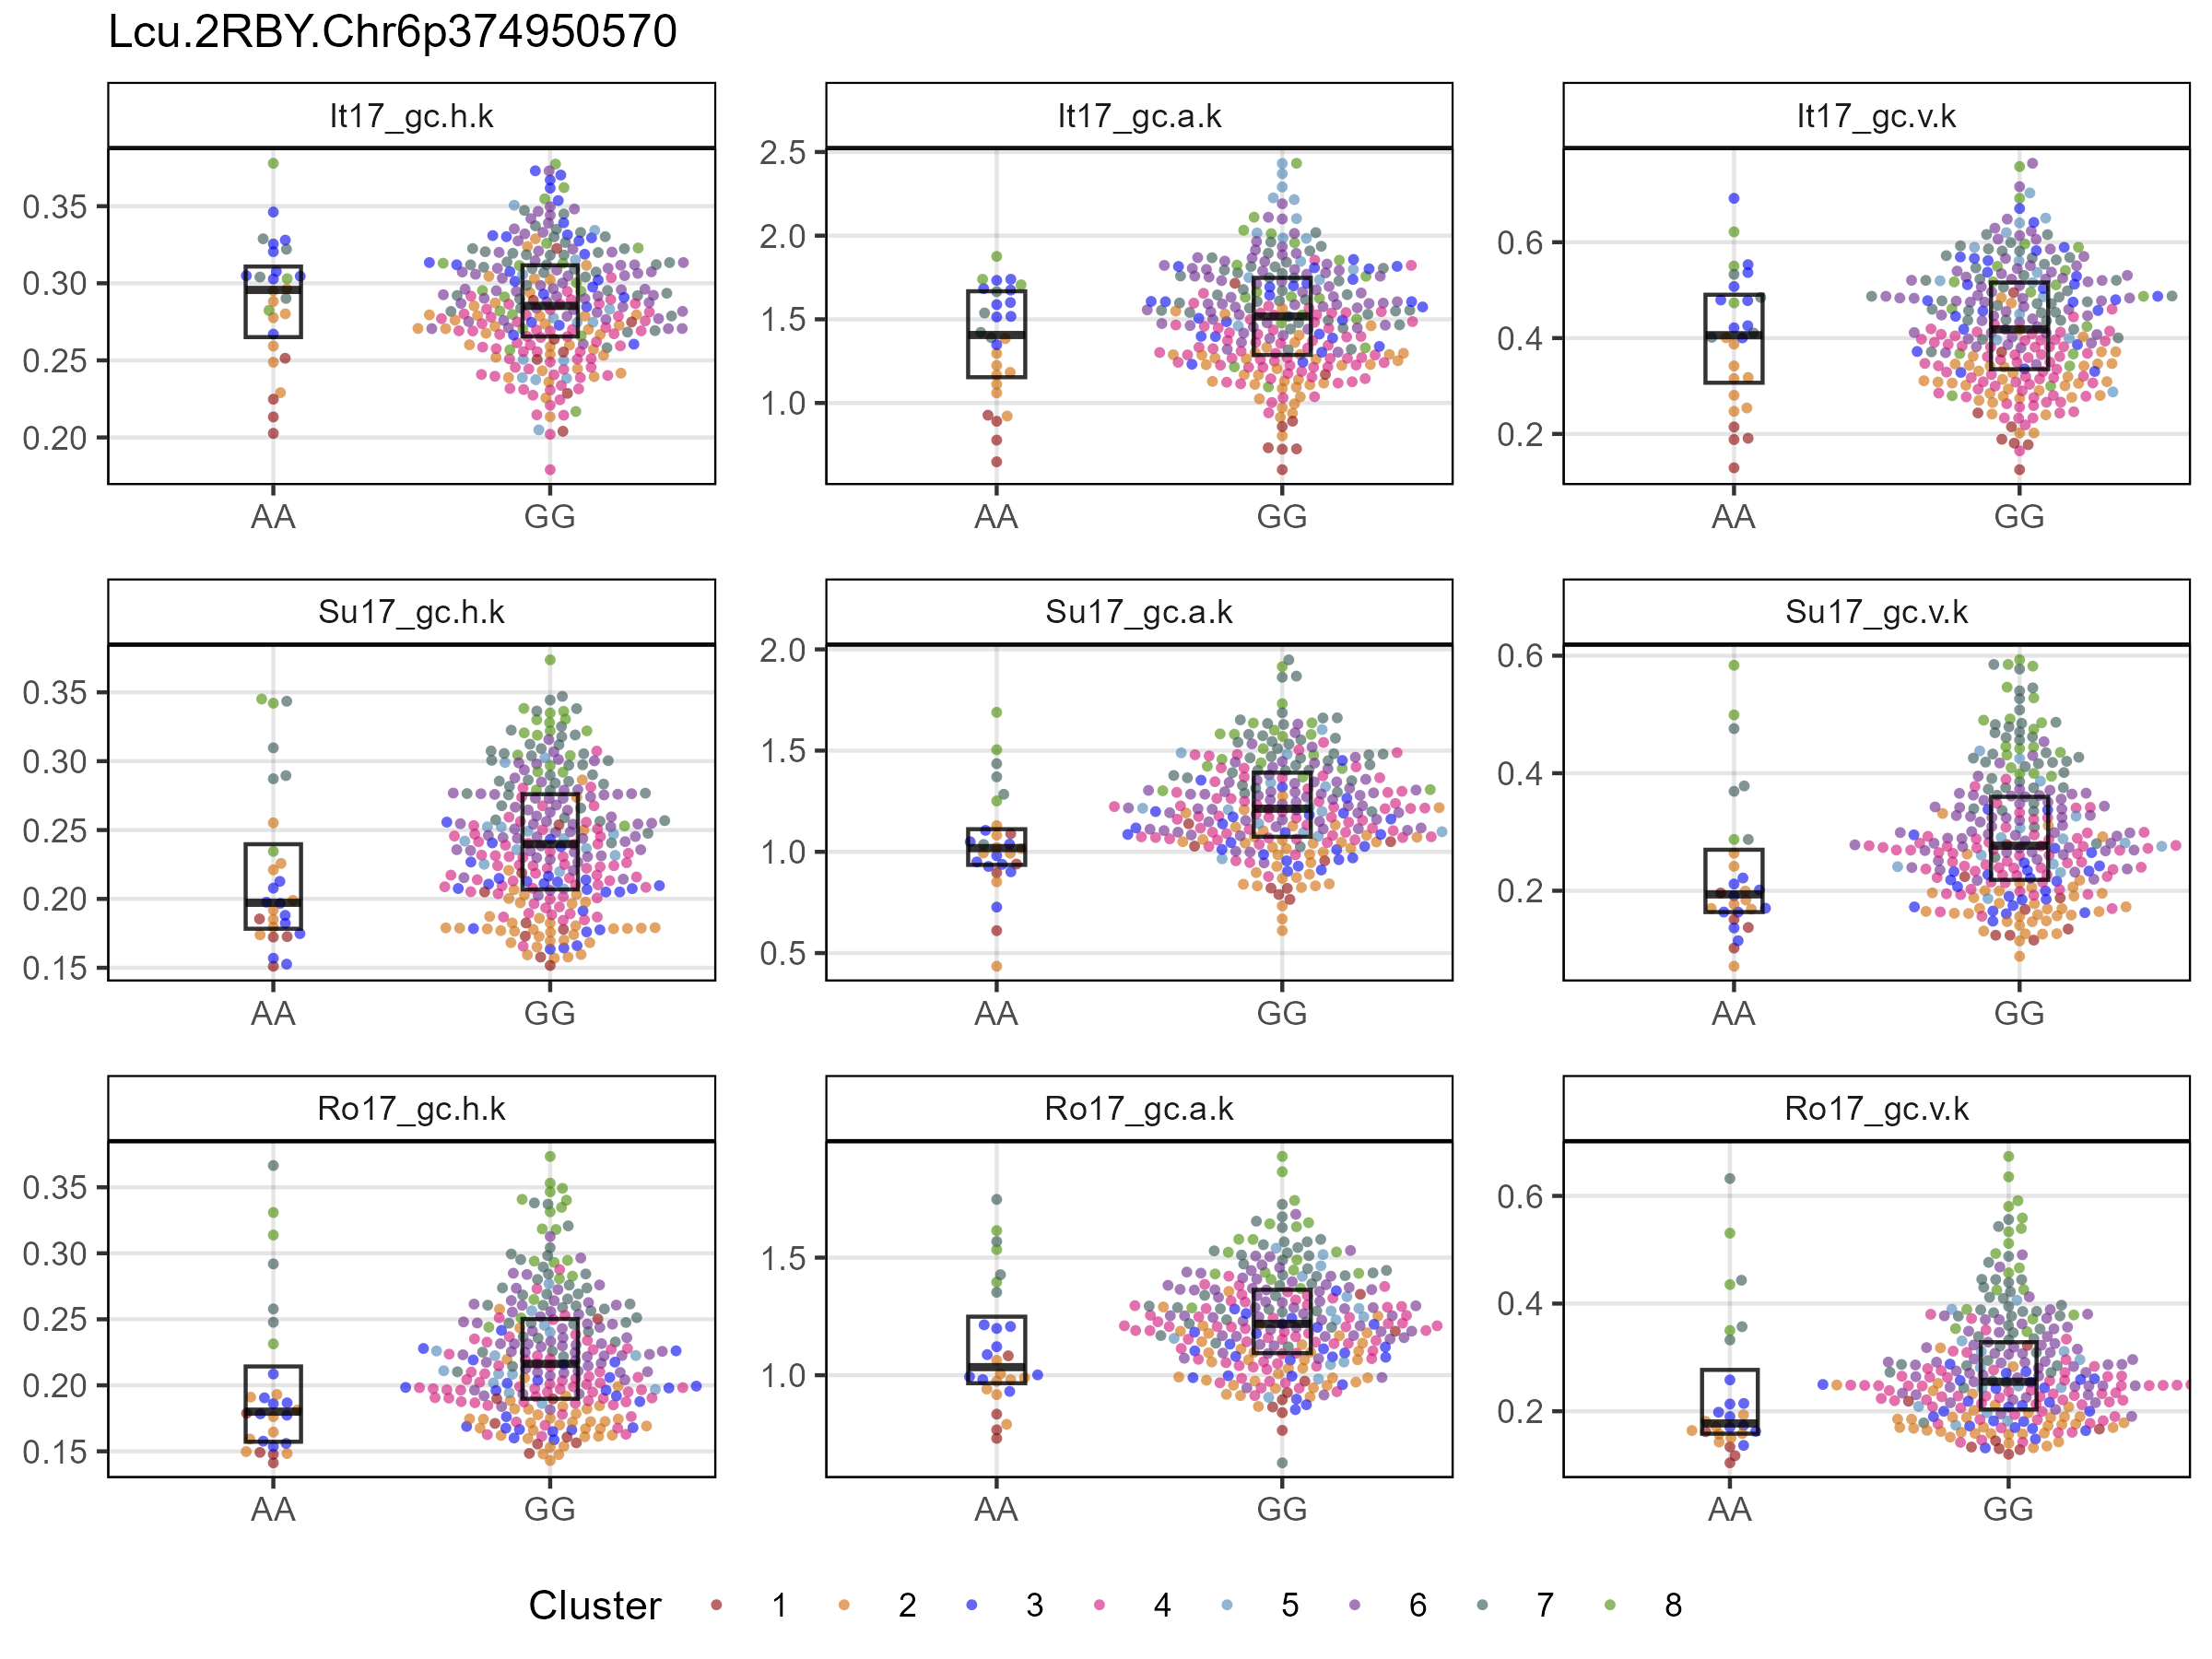 Lcu.2RBY.Chr6p374950570
It17_gc.h.k
It17_gc.a.k
It17_gc.v.k
0.35
0.30
0.25
0.20
AA
GG
2.5
2.0
1.5
1.0
AA
GG
0.6
0.4
0.2
AA
GG
Su17_gc.h.k
Su17_gc.a.k
Su17_gc.v.k
0.35
0.30
0.25
0.20
0.15
AA
GG
2.0
1.5
1.0
0.5
AA
GG
0.6
0.4
0.2
AA
GG
Ro17_gc.h.k
Ro17_gc.a.k
Ro17_gc.v.k
0.35
0.30
0.25
0.20
0.15
AA
GG
1.5
1.0
AA
GG
0.6
0.4
0.2
AA
GG
Cluster 1 2 3 4 5 6 7 8